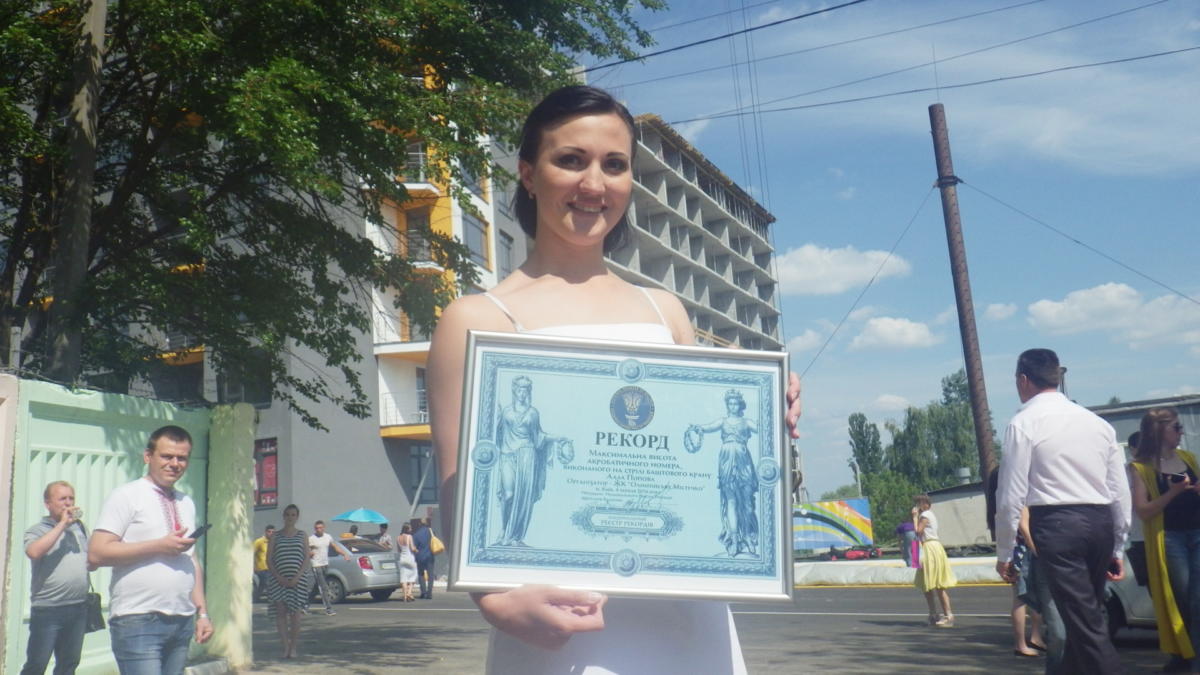 РЕКОРД
Максимальна висота
акробатичного номера,
виконаного на стрілі баштового крану
Алла Попова
Організатор - ЖК "Олімпійське Містечко"
РЕЄСТР РЕКОРДІВ